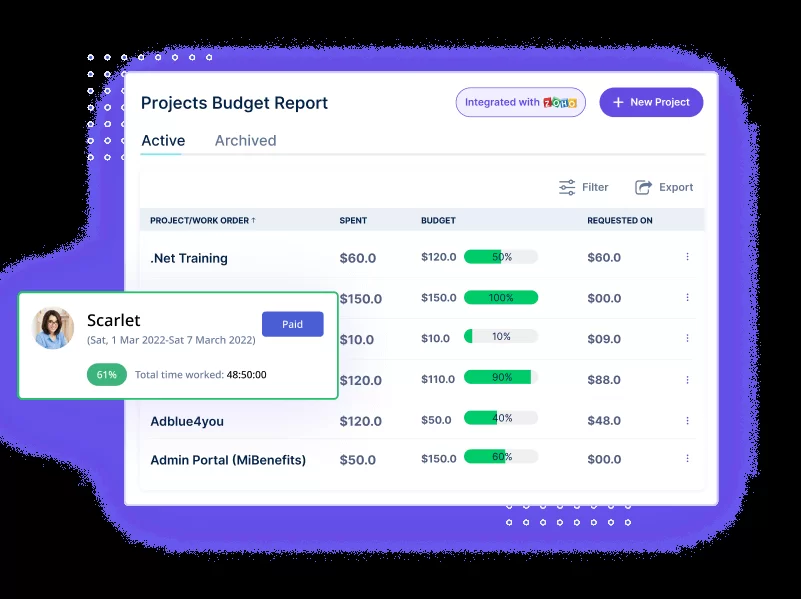 Projects Budget Report
Integrated with ZOHO
+ New Project
Active Archived
Filter Export
PROJECT/WORK ORDER ↑ SPENT BUDGET REQUESTED ON
.Net Training $60.0 $120.0 50% $60.0
$150.0 $150.0 100% $00.0
$10.0 $10.0 10% $09.0
$120.0 $110.0 90% $88.0
Adblue4you $120.0 $50.0 40% $48.0
Admin Portal (MiBenefits) $50.0 $150.0 60% $00.0
Scarlet
(Sat, 1 Mar 2022-Sat 7 March 2022)
Paid
61% Total time worked: 48:50:00